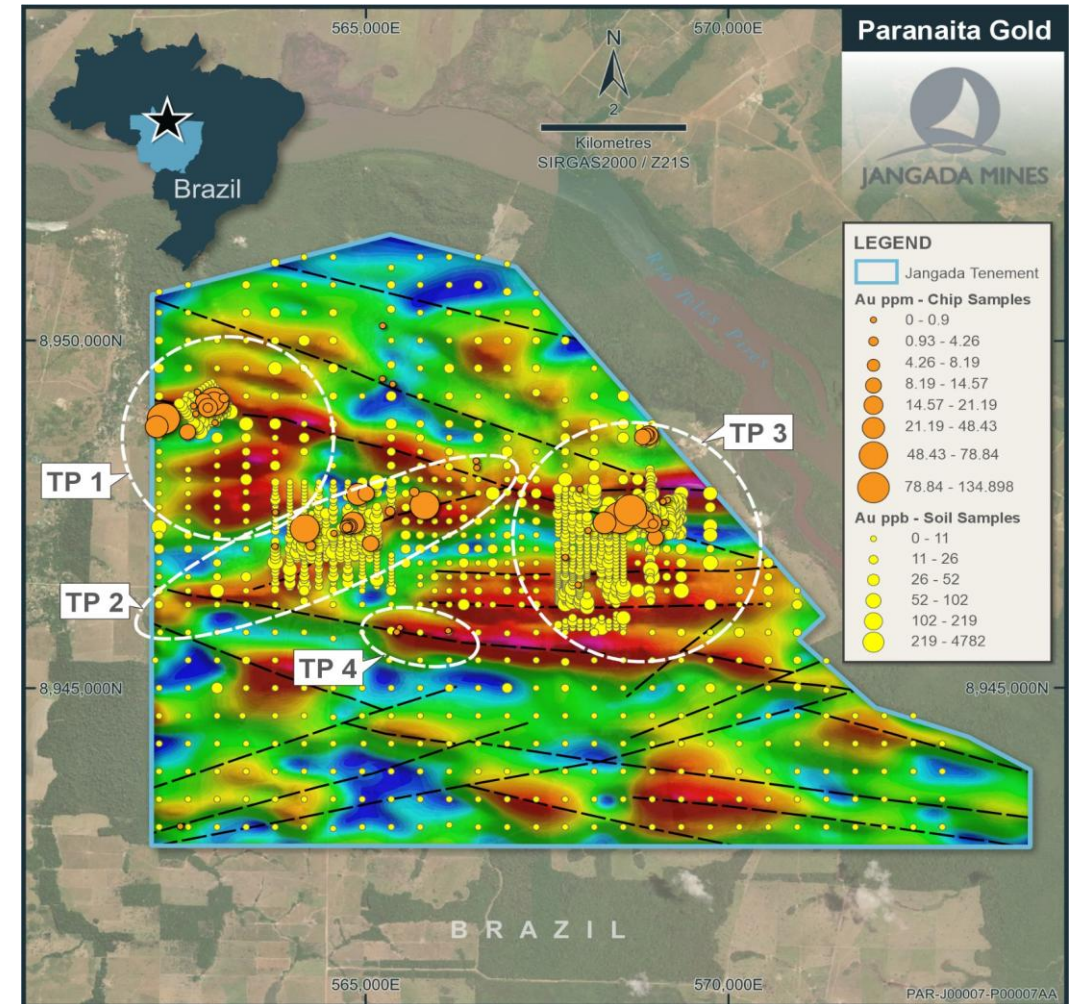 565,000E
570,000E
Paranaita Gold
N
2
Kilometres
SIRGAS2000 / Z21S
JANGADA MINES
Brazil
Rio Teles Pires
LEGEND
Jangada Tenement
Au ppm - Chip Samples
0 - 0.9
0.93 - 4.26
4.26 - 8.19
8.19 - 14.57
14.57 - 21.19
21.19 - 48.43
48.43 - 78.84
78.84 - 134.898
Au ppb - Soil Samples
0 - 11
11 - 26
26 - 52
52 - 102
102 - 219
219 - 4782
8,950,000N
TP 1
TP 3
TP 2
TP 4
8,945,000N
8,945,000N
BRAZIL
565,000E
570,000E
PAR-J00007-P00007AA